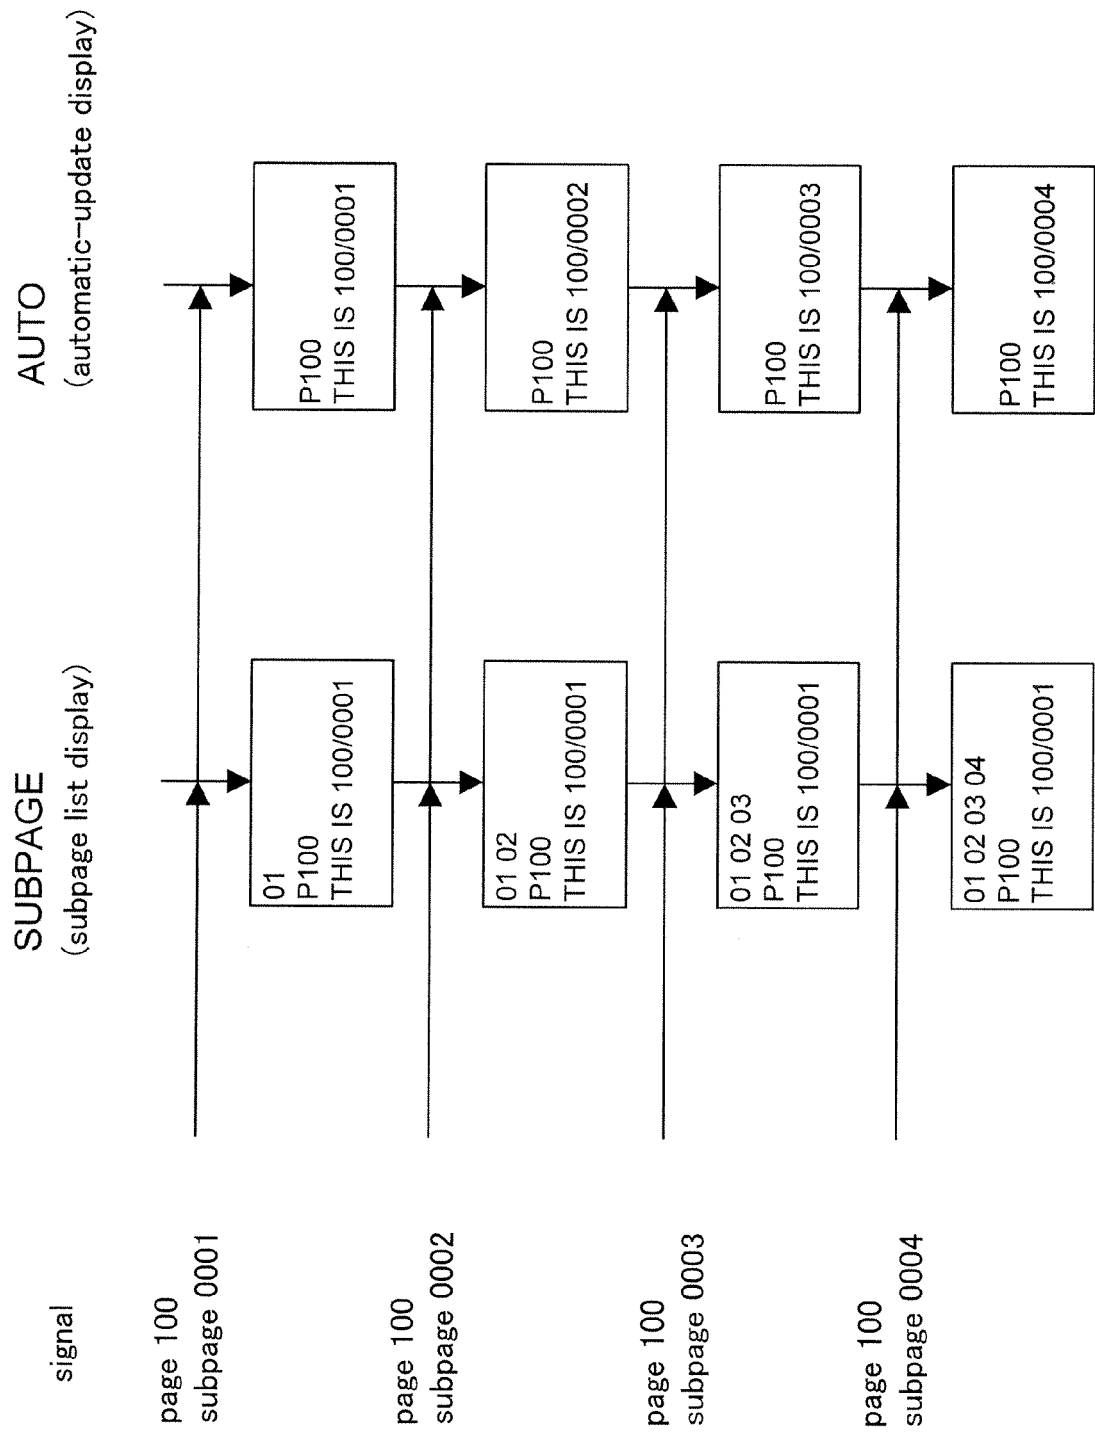 signal
SUBPAGE
(subpage list display)
AUTO
(automatic-update display)
page 100
subpage 0001
01
P100
THIS IS 100/0001
P100
THIS IS 100/0001
page 100
subpage 0002
01 02
P100
THIS IS 100/0001
P100
THIS IS 100/0002
page 100
subpage 0003
01 02 03
P100
THIS IS 100/0001
P100
THIS IS 100/0003
page 100
subpage 0004
01 02 03 04
P100
THIS IS 100/0001
P100
THIS IS 100/0004